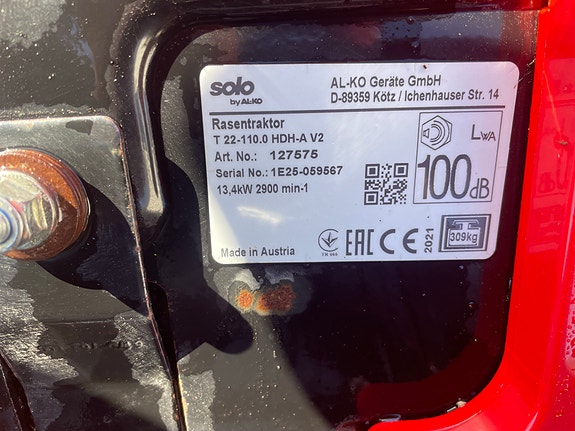 solo
by AL-KO
AL-KO Geräte GmbH
D-89359 Kötz / Ichenhauser Str. 14
Rasentraktor
T 22-110.0 HDH-A V2
Art. No.: 127575
Serial No.: 1E25-059567
13,4kW 2900 min-1
LWA
100dB
Made in Austria
EAC CE 2021
309kg